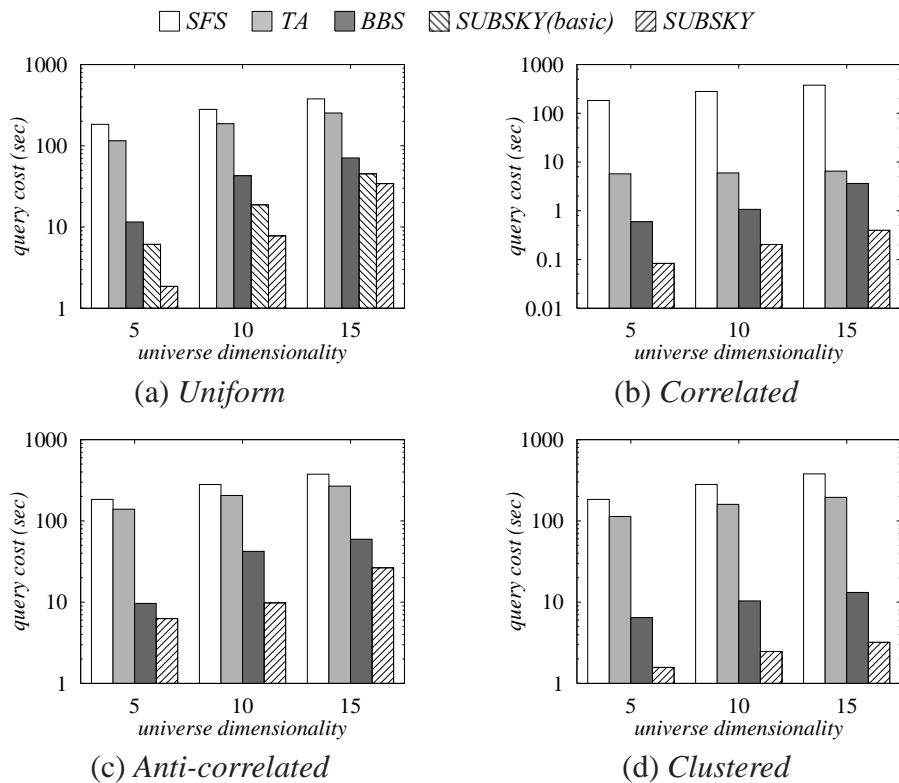 SFS TA BBS SUBSKY(basic) SUBSKY
1000
100
10
1
query cost (sec)
5 10 15
universe dimensionality
(a) Uniform
1000
100
10
1
0.1
0.01
query cost (sec)
5 10 15
universe dimensionality
(b) Correlated
1000
100
10
1
query cost (sec)
5 10 15
universe dimensionality
(c) Anti-correlated
1000
100
10
1
query cost (sec)
5 10 15
universe dimensionality
(d) Clustered